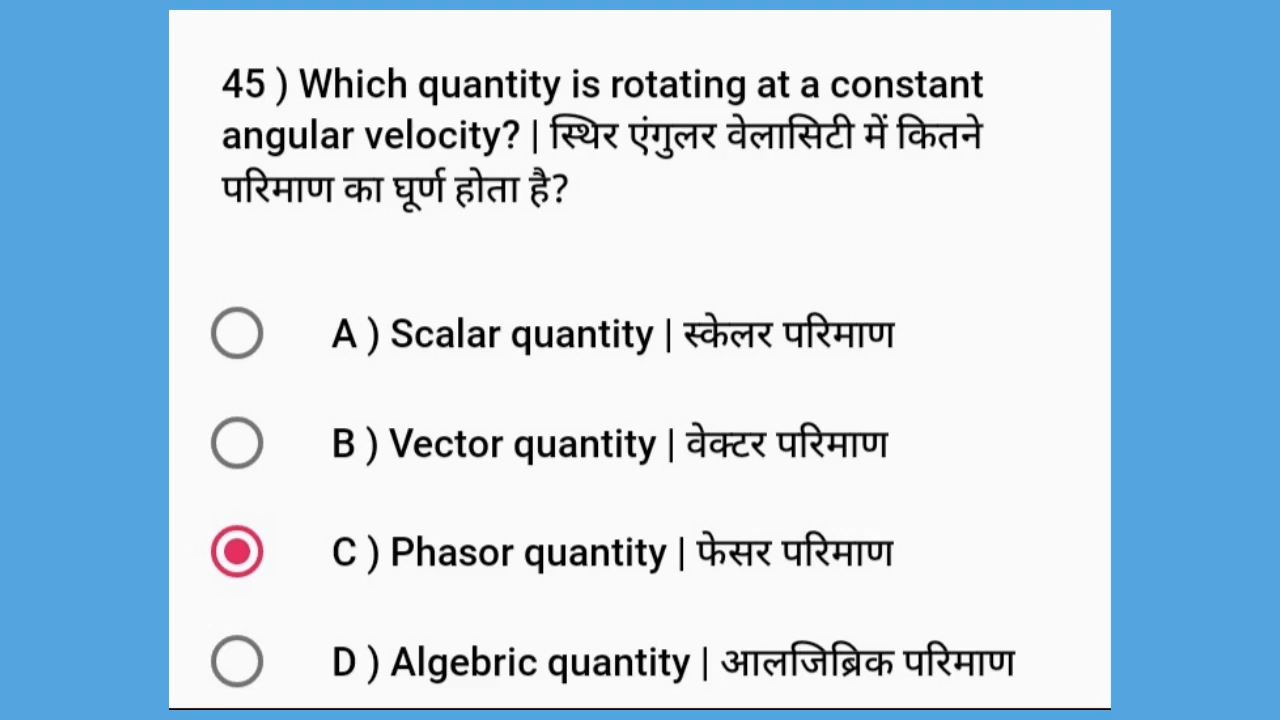 45 ) Which quantity is rotating at a constant
angular velocity? | स्थिर एंगुलर वेलासिटी में कितने
परिमाण का घूर्ण होता है?
A ) Scalar quantity | स्केलर परिमाण
B ) Vector quantity | वेक्टर परिमाण
C ) Phasor quantity | फेसर परिमाण
D ) Algebric quantity | आलजिब्रिक परिमाण